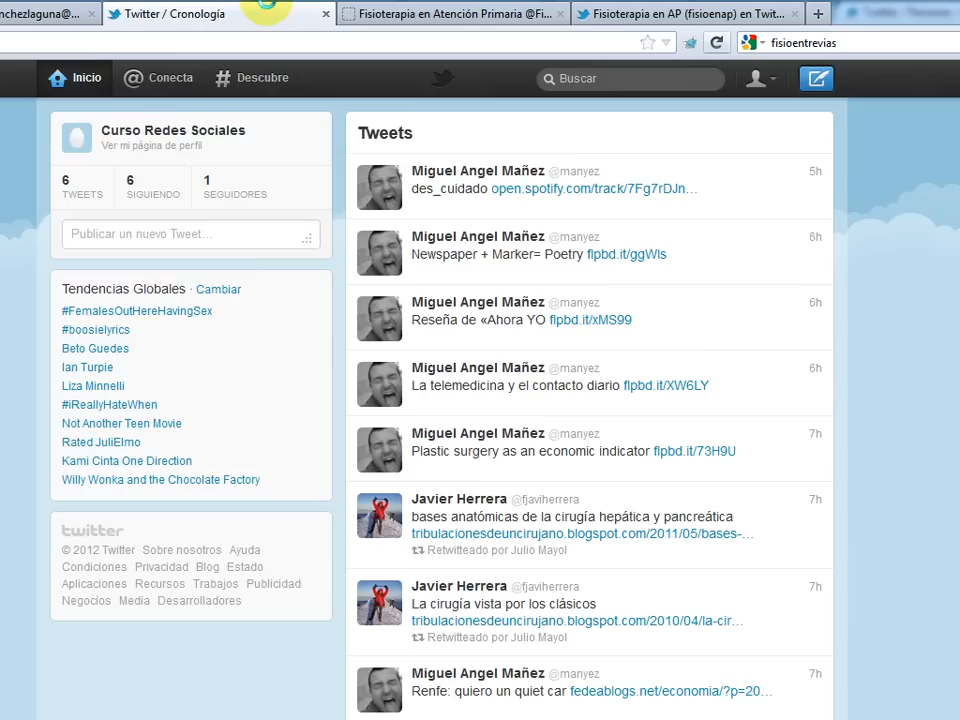 nchezlaguna@...
Twitter / Cronología
Fisioterapia en Atención Primaria @Fi...
Fisioterapia en AP (fisioenap) en Twit...
fisioentrevias
Inicio
Conecta
Descubre
Buscar
Curso Redes Sociales
Ver mi página de perfil
6 6 1
TWEETS SIGUIENDO SEGUIDORES
Publicar un nuevo Tweet...
Tendencias Globales · Cambiar
#FemalesOutHereHavingSex
#boosielyrics
Beto Guedes
Ian Turpie
Liza Minnelli
#iReallyHateWhen
Not Another Teen Movie
Rated JuliElmo
Kami Cinta One Direction
Willy Wonka and the Chocolate Factory
twitter
© 2012 Twitter Sobre nosotros Ayuda
Condiciones Privacidad Blog Estado
Aplicaciones Recursos Trabajos Publicidad
Negocios Media Desarrolladores
Tweets
Miguel Angel Mañez @manyez 5h
des_cuidado open.spotify.com/track/7Fg7rDJn...
Miguel Angel Mañez @manyez 6h
Newspaper + Marker= Poetry flpbd.it/ggWls
Miguel Angel Mañez @manyez 6h
Reseña de «Ahora YO flpbd.it/xMS99
Miguel Angel Mañez @manyez 6h
La telemedicina y el contacto diario flpbd.it/XW6LY
Miguel Angel Mañez @manyez 7h
Plastic surgery as an economic indicator flpbd.it/73H9U
Javier Herrera @fjaviherrera 7h
bases anatómicas de la cirugía hepática y pancreática
tribulacionesdeuncirujano.blogspot.com/2011/05/bases-...
Retwitteado por Julio Mayol
Javier Herrera @fjaviherrera 7h
La cirugía vista por los clásicos
tribulacionesdeuncirujano.blogspot.com/2010/04/la-cir...
Retwitteado por Julio Mayol
Miguel Angel Mañez @manyez 7h
Renfe: quiero un quiet car fedeablogs.net/economia/?p=20...